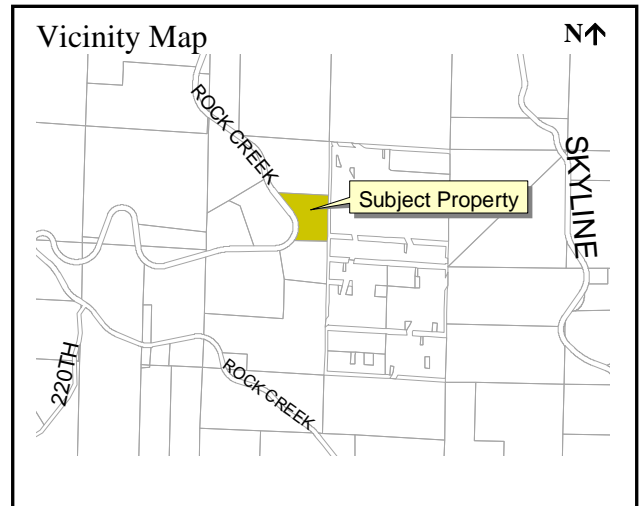 Vicinity Map
N↑
ROCK CREEK
SKYLINE
Subject Property
220TH
ROCK CREEK